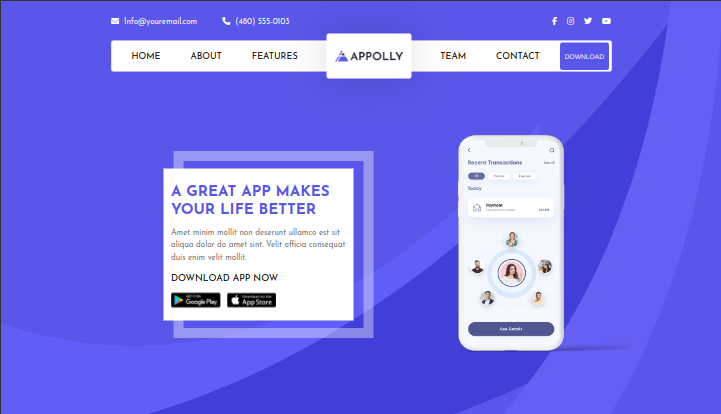 Info@youremail.com
(480) 555-0103
HOME
ABOUT
FEATURES
APPOLLY
TEAM
CONTACT
DOWNLOAD
A GREAT APP MAKES
YOUR LIFE BETTER
Amet minim mollit non deserunt ullamco est sit
aliqua dolor do amet sint. Velit officia consequat
duis enim velit mollit.
DOWNLOAD APP NOW
GET IT ON
Google Play
Download on the
App Store
Recent Transactions
See all
All
Income
Expense
Today
Payment
See Details